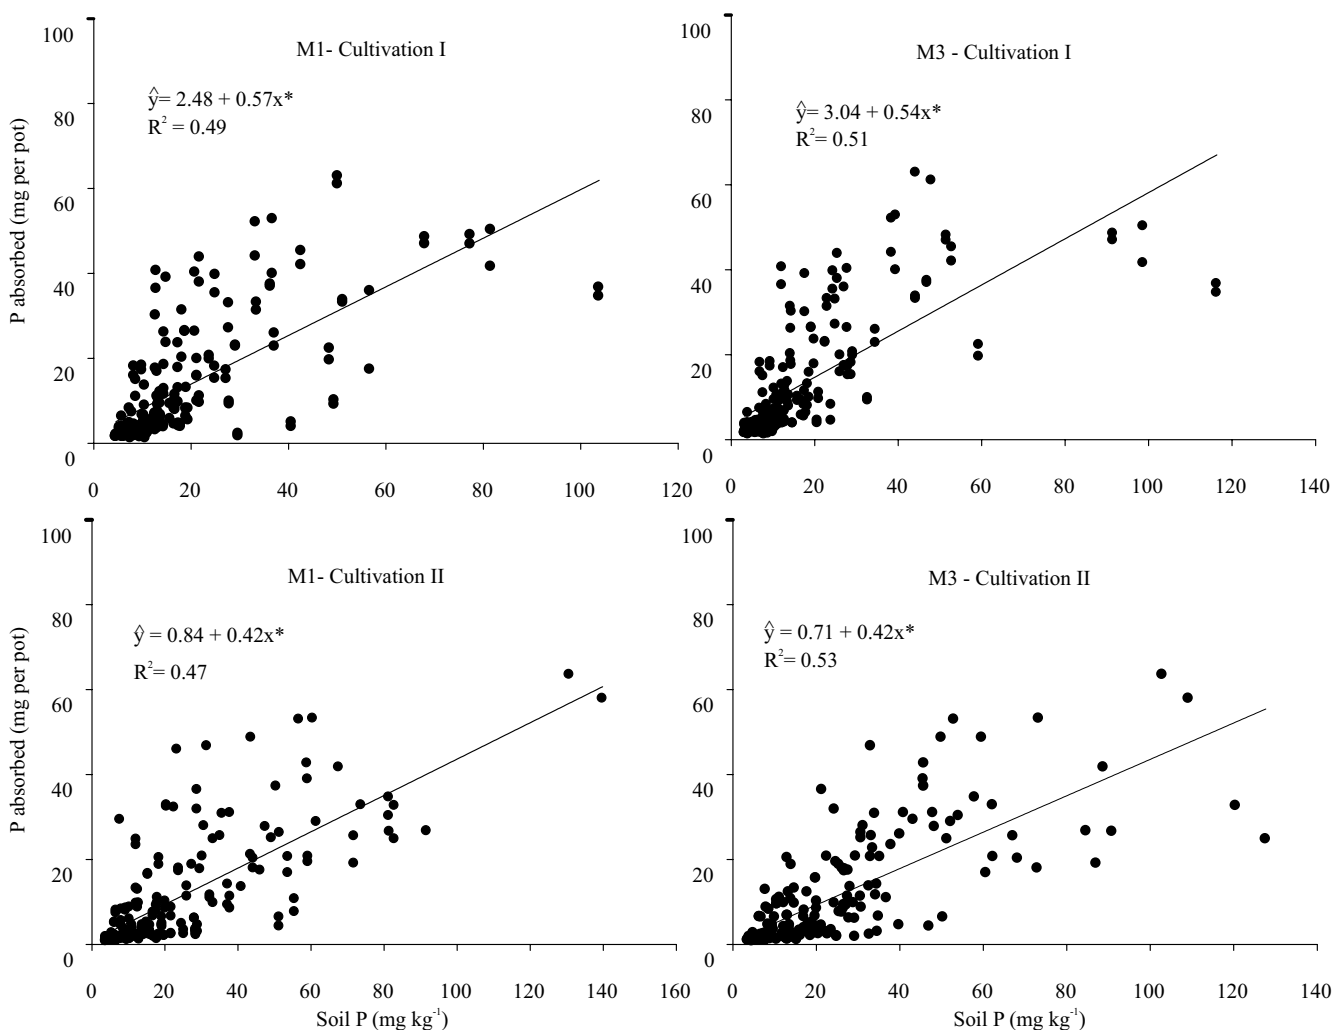 M1- Cultivation I
ŷ= 2.48 + 0.57x*
R²= 0.49
P absorbed (mg per pot)
100
80
60
40
20
0
0 20 40 60 80 100 120
M3 - Cultivation I
ŷ= 3.04 + 0.54x*
R²= 0.51
100
80
60
40
20
0
0 20 40 60 80 100 120 140
M1- Cultivation II
ŷ = 0.84 + 0.42x*
R²= 0.47
P absorbed (mg per pot)
100
80
60
40
20
0
0 20 40 60 80 100 120 140 160
Soil P (mg kg⁻¹)
M3 - Cultivation II
ŷ = 0.71 + 0.42x*
R²= 0.53
100
80
60
40
20
0
0 20 40 60 80 100 120 140
Soil P (mg kg⁻¹)